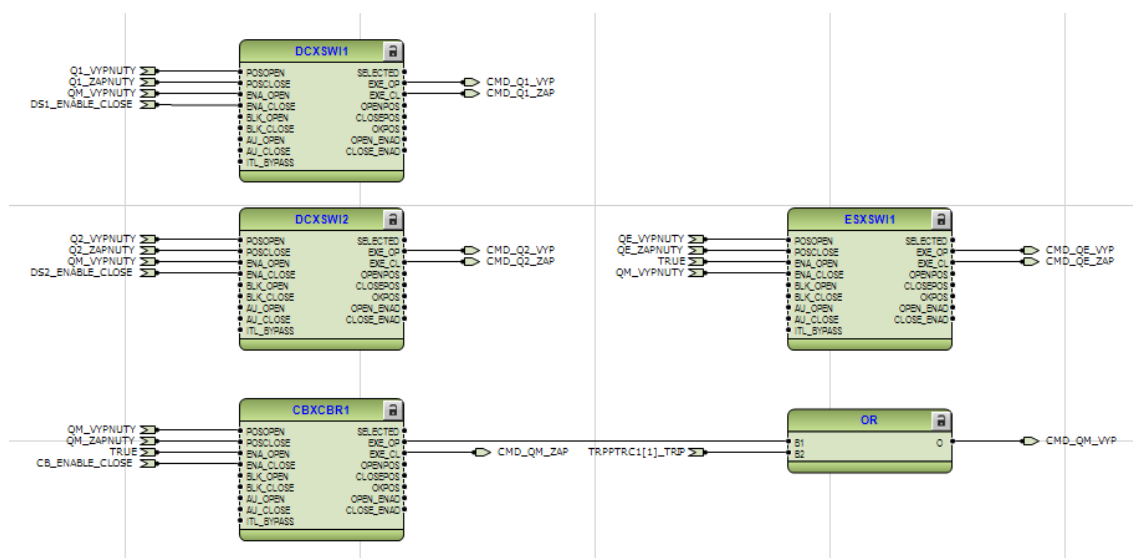 DCXSWI1
Q1_VYPNUTY
Q1_ZAPNUTY
QM_VYPNUTY
DS1_ENABLE_CLOSE
POSOPEN SELECTED
POSCLOSE EXE_OP
ENA_OPEN EXE_CL
ENA_CLOSE OPENPOS
BLK_OPEN CLOSEPOS
BLK_CLOSE OKPOS
AU_OPEN OPEN_ENAD
AU_CLOSE CLOSE_ENAD
ITL_BYPASS
CMD_Q1_VYP
CMD_Q1_ZAP
DCXSWI2
Q2_VYPNUTY
Q2_ZAPNUTY
QM_VYPNUTY
DS2_ENABLE_CLOSE
POSOPEN SELECTED
POSCLOSE EXE_OP
ENA_OPEN EXE_CL
ENA_CLOSE OPENPOS
BLK_OPEN CLOSEPOS
BLK_CLOSE OKPOS
AU_OPEN OPEN_ENAD
AU_CLOSE CLOSE_ENAD
ITL_BYPASS
CMD_Q2_VYP
CMD_Q2_ZAP
ESXSWI1
QE_VYPNUTY
QE_ZAPNUTY
TRUE
QM_VYPNUTY
POSOPEN SELECTED
POSCLOSE EXE_OP
ENA_OPEN EXE_CL
ENA_CLOSE OPENPOS
BLK_OPEN CLOSEPOS
BLK_CLOSE OKPOS
AU_OPEN OPEN_ENAD
AU_CLOSE CLOSE_ENAD
ITL_BYPASS
CMD_QE_VYP
CMD_QE_ZAP
CBXCBR1
QM_VYPNUTY
QM_ZAPNUTY
TRUE
CB_ENABLE_CLOSE
POSOPEN SELECTED
POSCLOSE EXE_OP
ENA_OPEN EXE_CL
ENA_CLOSE OPENPOS
BLK_OPEN CLOSEPOS
BLK_CLOSE OKPOS
AU_OPEN OPEN_ENAD
AU_CLOSE CLOSE_ENAD
ITL_BYPASS
CMD_QM_ZAP
OR
TRPPTRC1[1]_TRIP
B1 O
B2
CMD_QM_VYP